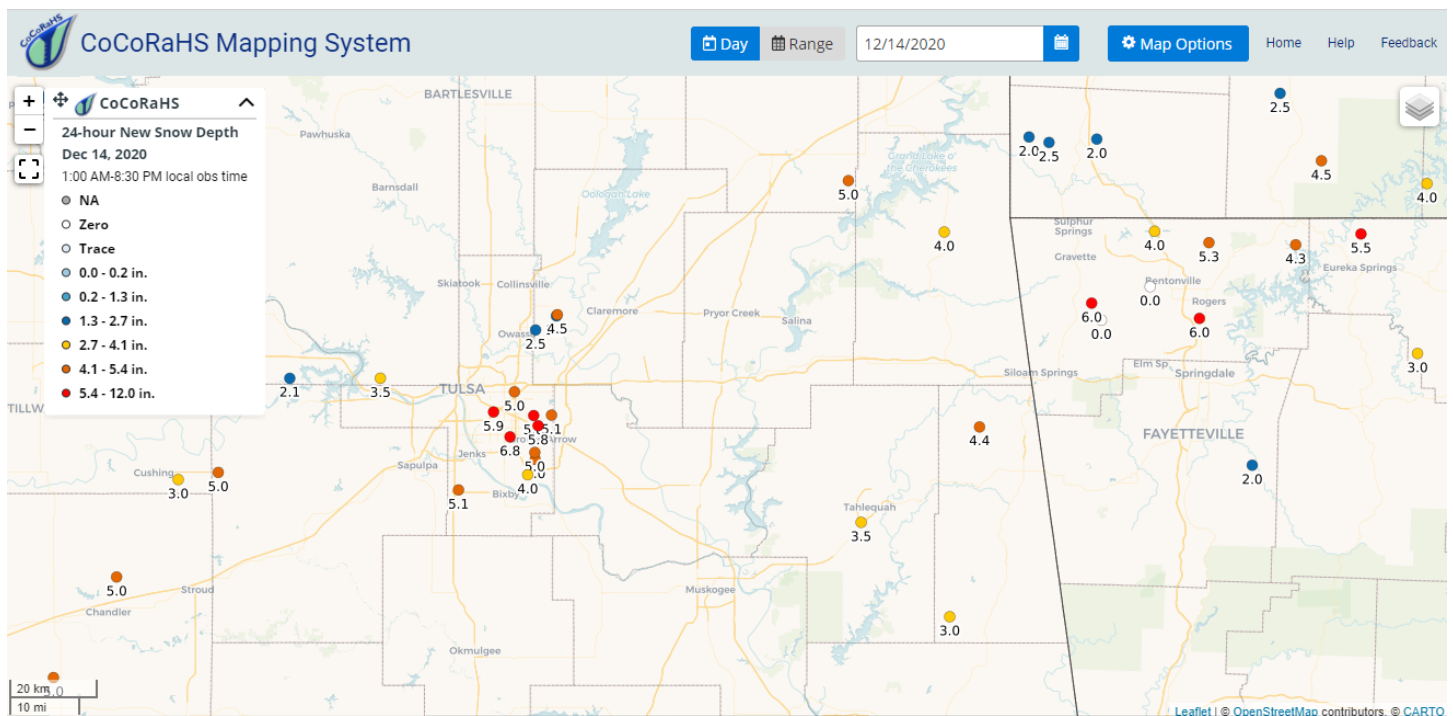 CoCoRaHS
CoCoRaHS Mapping System
Day
Range
12/14/2020
Map Options
Home
Help
Feedback
+
−
CoCoRaHS
24-hour New Snow Depth
Dec 14, 2020
1:00 AM-8:30 PM local obs time
NA
Zero
Trace
0.0 - 0.2 in.
0.2 - 1.3 in.
1.3 - 2.7 in.
2.7 - 4.1 in.
4.1 - 5.4 in.
5.4 - 12.0 in.
BARTLESVILLE
2.5
Pawhuska
2.0
2.5
2.0
Grand Lake o'
the Cherokees
4.5
Barnsdall
Oologah Lake
5.0
4.0
Sulphur
Springs
4.0
4.0
5.3
4.3
5.5
Gravette
Eureka Springs
Skiatook
Collinsville
Bentonville
0.0
Rogers
Claremore
Pryor Creek
Salina
6.0
0.0
6.0
4.5
2.5
3.0
Elm Sp.
Springdale
Siloam Springs
2.1
3.5
TULSA
5.0
5.9
5.1
5.8
6.8
4.4
FAYETTEVILLE
Jenks
Sapulpa
Cushing
3.0
5.0
5.0
4.0
2.0
Bixby
5.1
Tahlequah
3.5
5.0
Stroud
Muskogee
Chandler
3.0
Okmulgee
20 km
5.0
10 mi
Leaflet | © OpenStreetMap contributors, © CARTO